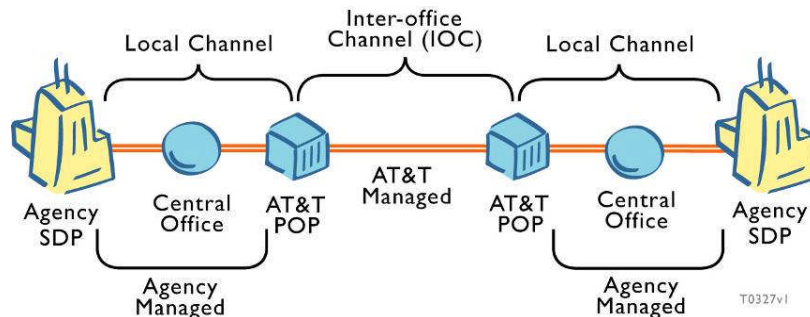 Inter-office
Channel (IOC)
Local Channel
Local Channel
Agency
SDP
Central
Office
AT&T
POP
AT&T
Managed
AT&T
POP
Central
Office
Agency
SDP
Agency
Managed
Agency
Managed
T0327v1